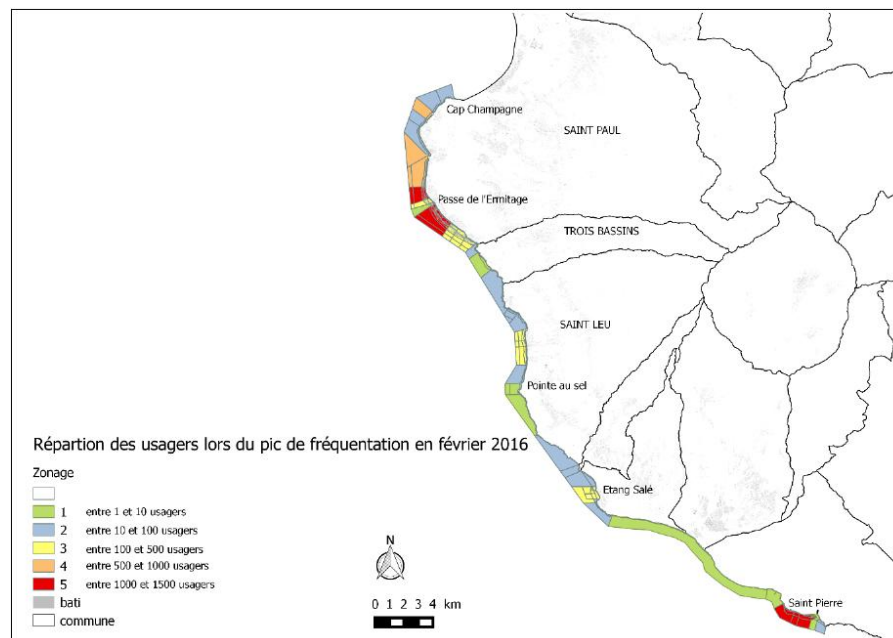 Cap Champagne
SAINT PAUL
Passe de l'Ermitage
TROIS BASSINS
SAINT LEU
Pointe au sel
Répartion des usagers lors du pic de fréquentation en février 2016
Zonage
1 entre 1 et 10 usagers
2 entre 10 et 100 usagers
3 entre 100 et 500 usagers
4 entre 500 et 1000 usagers
5 entre 1000 et 1500 usagers
bati
commune
Etang Salé
N
0 1 2 3 4 km
Saint Pierre